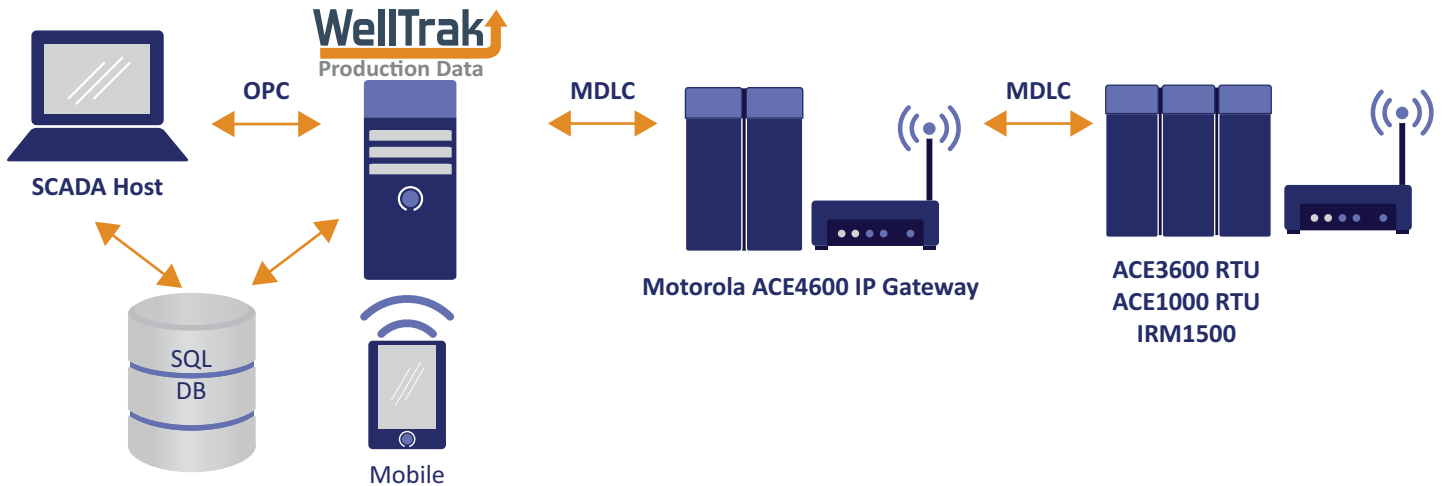 WellTrak
Production Data
OPC
MDLC
MDLC
SCADA Host
Motorola ACE4600 IP Gateway
ACE3600 RTU
ACE1000 RTU
IRM1500
SQL
DB
Mobile